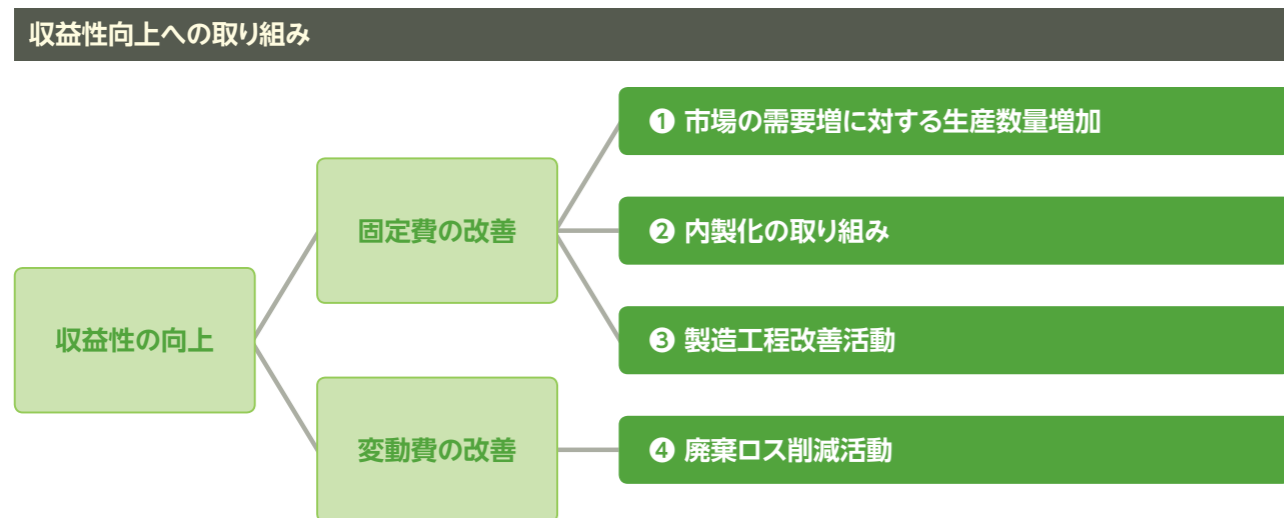 収益性向上への取り組み
❶ 市場の需要増に対する生産数量増加
固定費の改善
❷ 内製化の取り組み
収益性の向上
❸ 製造工程改善活動
変動費の改善
❹ 廃棄ロス削減活動